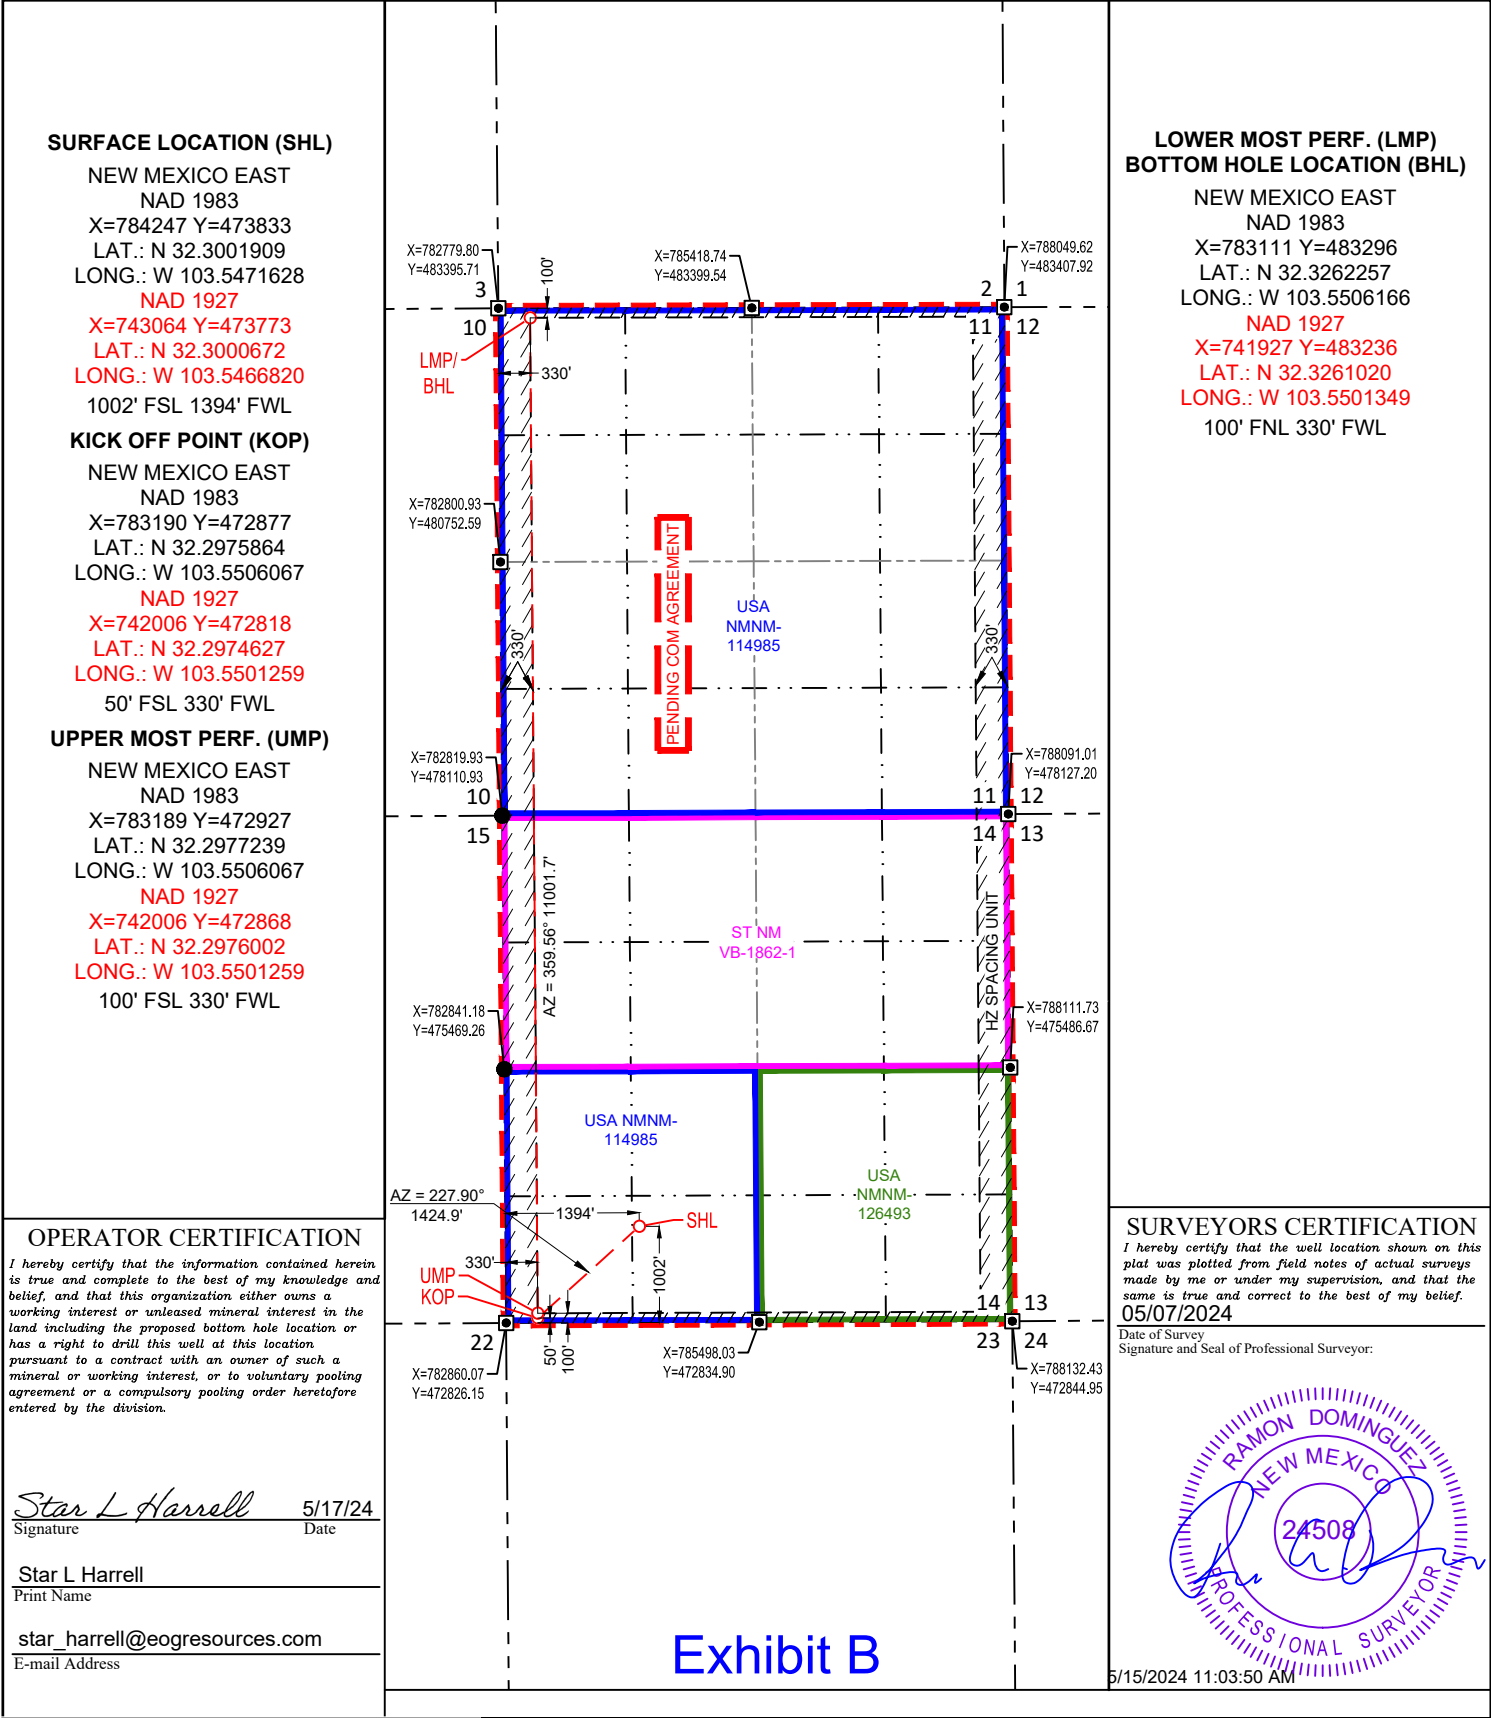 SURFACE LOCATION (SHL)
NEW MEXICO EAST
NAD 1983
X=784247 Y=473833
LAT.: N 32.3001909
LONG.: W 103.5471628
NAD 1927
X=743064 Y=473773
LAT.: N 32.3000672
LONG.: W 103.5466820
1002' FSL 1394' FWL
KICK OFF POINT (KOP)
NEW MEXICO EAST
NAD 1983
X=783190 Y=472877
LAT.: N 32.2975864
LONG.: W 103.5506067
NAD 1927
X=742006 Y=472818
LAT.: N 32.2974627
LONG.: W 103.5501259
50' FSL 330' FWL
UPPER MOST PERF. (UMP)
NEW MEXICO EAST
NAD 1983
X=783189 Y=472927
LAT.: N 32.2977239
LONG.: W 103.5506067
NAD 1927
X=742006 Y=472868
LAT.: N 32.2976002
LONG.: W 103.5501259
100' FSL 330' FWL
OPERATOR CERTIFICATION
I hereby certify that the information contained herein
is true and complete to the best of my knowledge and
belief, and that this organization either owns a
working interest or unleased mineral interest in the
land including the proposed bottom hole location or
has a right to drill this well at this location
pursuant to a contract with an owner of such a
mineral or working interest, or to voluntary pooling
agreement or a compulsory pooling order heretofore
entered by the division.
Star L Harrell 5/17/24
Signature Date
Star L Harrell
Print Name
star_harrell@eogresources.com
E-mail Address
X=782779.80
Y=483395.71
X=785418.74
Y=483399.54
X=788049.62
Y=483407.92
100'
3
2
1
10
11
12
LMP/
BHL
330'
X=782800.93
Y=480752.59
PENDING COM AGREEMENT
USA
NMNM-
114985
330'
330'
X=782819.93
Y=478110.93
X=788091.01
Y=478127.20
10
11
12
15
14
13
AZ = 359.56° 11001.7'
HZ SPACING UNIT
ST NM
VB-1862-1
X=782841.18
Y=475469.26
X=788111.73
Y=475486.67
USA NMNM-
114985
USA
NMNM-
126493
AZ = 227.90°
1424.9'
1394'
SHL
1002'
330'
UMP
KOP
14
13
22
23
24
50'
100'
X=782860.07
Y=472826.15
X=785498.03
Y=472834.90
X=788132.43
Y=472844.95
Exhibit B
LOWER MOST PERF. (LMP)
BOTTOM HOLE LOCATION (BHL)
NEW MEXICO EAST
NAD 1983
X=783111 Y=483296
LAT.: N 32.3262257
LONG.: W 103.5506166
NAD 1927
X=741927 Y=483236
LAT.: N 32.3261020
LONG.: W 103.5501349
100' FNL 330' FWL
SURVEYORS CERTIFICATION
I hereby certify that the well location shown on this
plat was plotted from field notes of actual surveys
made by me or under my supervision, and that the
same is true and correct to the best of my belief.
05/07/2024
Date of Survey
Signature and Seal of Professional Surveyor:
RAMON DOMINGUEZ
NEW MEXICO
24508
PROFESSIONAL SURVEYOR
5/15/2024 11:03:50 AM